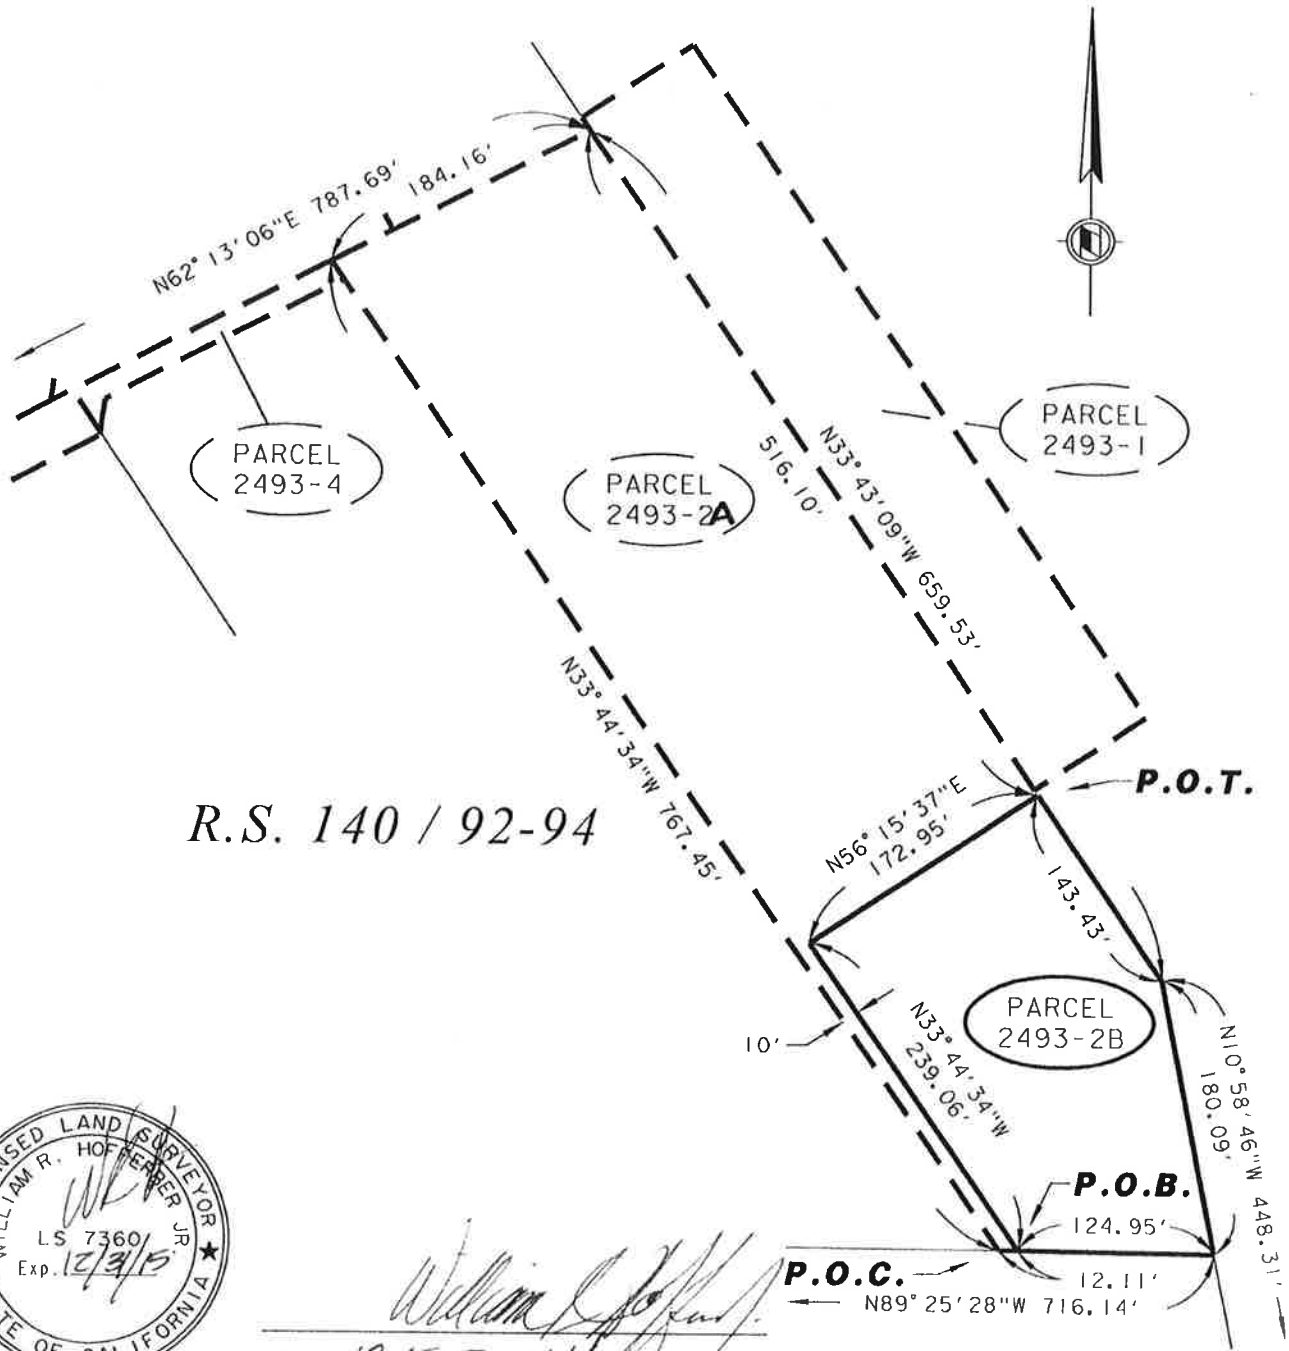 N62°13'06"E 787.69'
184.16'
PARCEL
2493-4
PARCEL
2493-2A
PARCEL
2493-1
N33°43'09"W 659.53'
516.10'
N33°44'34"W 767.45'
R.S. 140 / 92-94
P.O.T.
N56°15'37"E
172.95'
143.43'
PARCEL
2493-2B
10'
N33°44'34"W
239.06'
N10°58'46"W 448.31'
180.09'
P.O.B.
124.95'
P.O.C.
12.11'
N89°25'28"W 716.14'
LAND SURVEYOR
WILLIAM R. HOFFERBER JR.
LS 7360
Exp. 12/31/15
OF CALIFORNIA